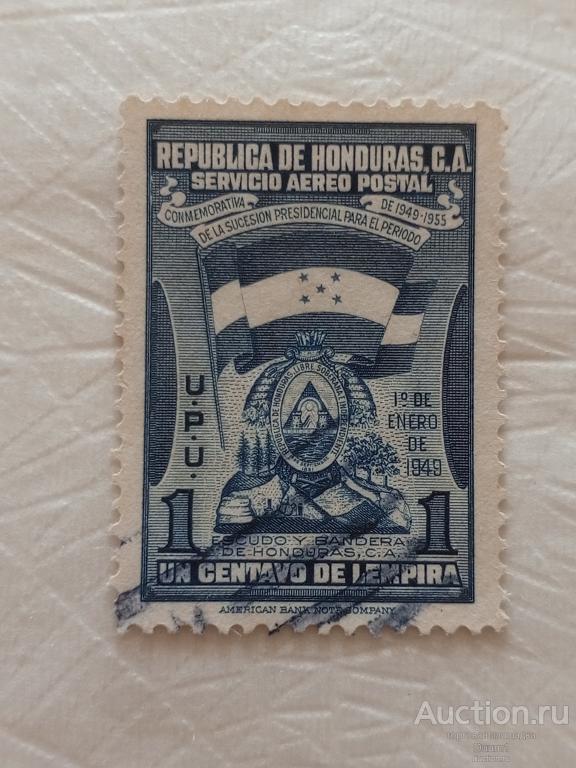 REPUBLICA DE HONDURAS, C.A.
SERVICIO AEREO POSTAL
CONMEMORATIVA DE LA SUCESION PRESIDENCIAL PARA EL PERIODO DE 1949-1955
U.P.U.
1º DE
ENERO
DE
1949
1 1
ESCUDO Y BANDERA
DE HONDURAS, C.A.
UN CENTAVO DE LEMPIRA
AMERICAN BANK NOTE COMPANY
Auction.ru